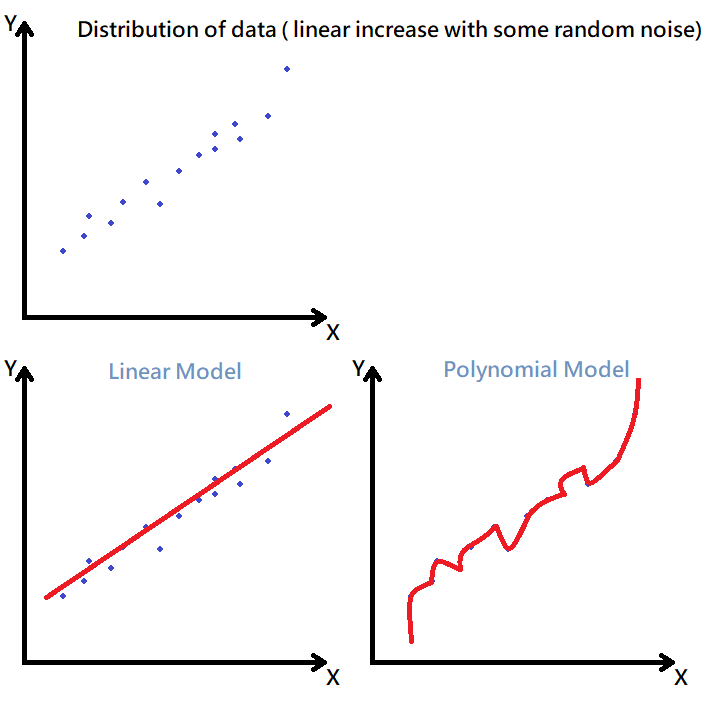 Y
Distribution of data ( linear increase with some random noise)
X
Y
Linear Model
X
Y
Polynomial Model
X